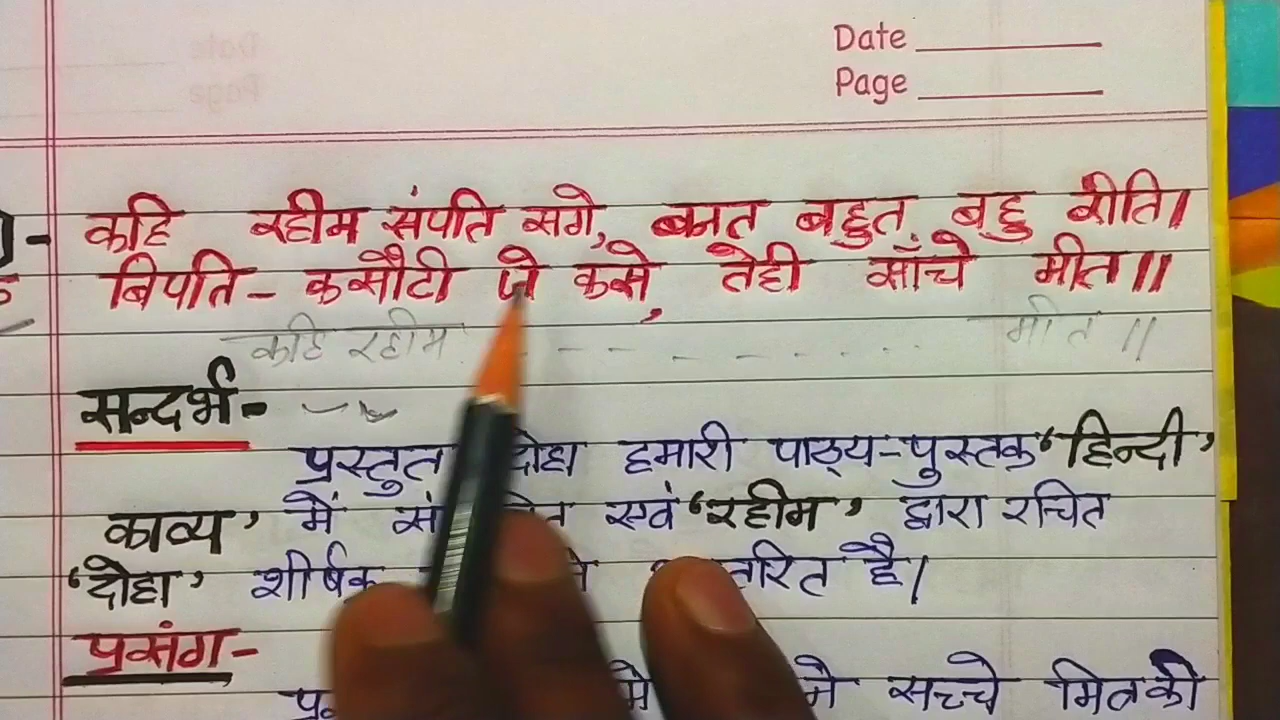 Date
Page
कहि रहीम संपति सगे, बनत बहुत, बहु रीति।
बिपति - कसौटी जे कसे, तेही साँचे मीत॥
कहि रहीम - - - - - - - - मीत ॥
सन्दर्भ-
प्रस्तुत दोहा हमारी पाठ्य-पुस्तक 'हिन्दी
काव्य' में एवं 'रहीम' द्वारा रचित
'दोहा' शीर्षक है।
प्रसंग-
ने सच्चे मित्र की